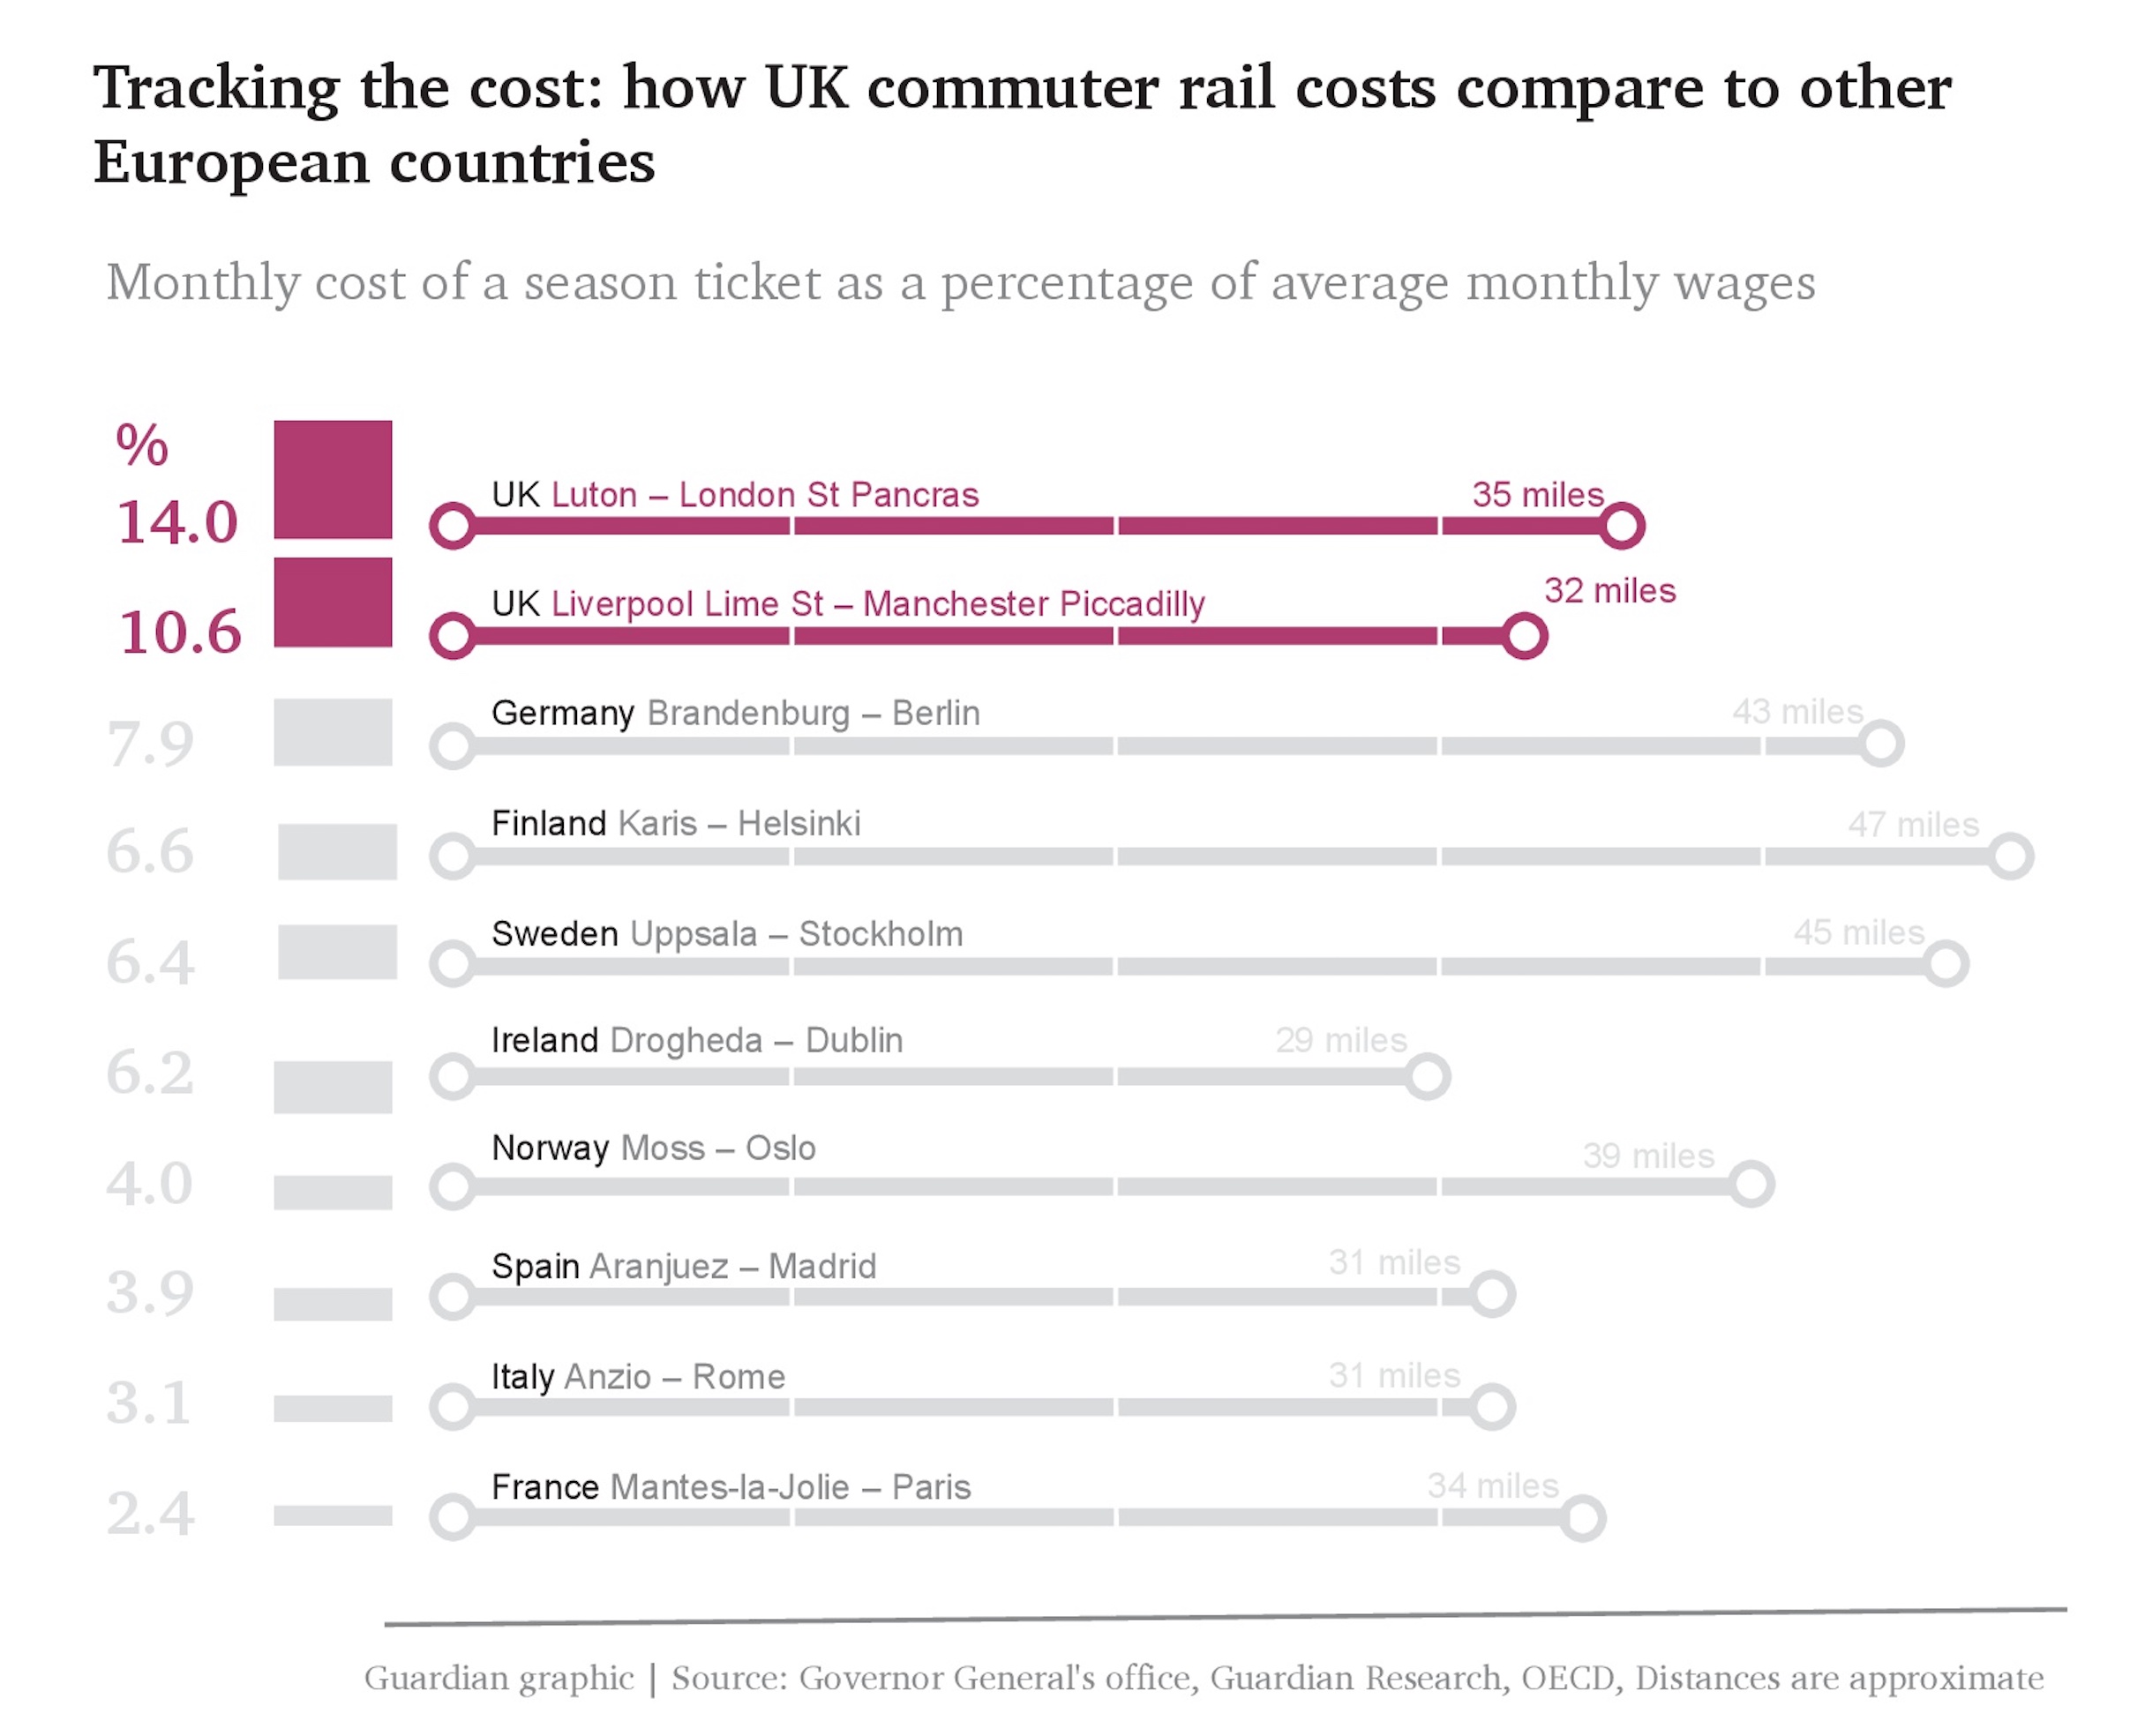 Tracking the cost: how UK commuter rail costs compare to other
European countries
Monthly cost of a season ticket as a percentage of average monthly wages
%
14.0
UK Luton – London St Pancras
35 miles
10.6
UK Liverpool Lime St – Manchester Piccadilly
32 miles
7.9
Germany Brandenburg – Berlin
43 miles
6.6
Finland Karis – Helsinki
47 miles
6.4
Sweden Uppsala – Stockholm
45 miles
6.2
Ireland Drogheda – Dublin
29 miles
4.0
Norway Moss – Oslo
39 miles
3.9
Spain Aranjuez – Madrid
31 miles
3.1
Italy Anzio – Rome
31 miles
2.4
France Mantes-la-Jolie – Paris
34 miles
Guardian graphic | Source: Governor General's office, Guardian Research, OECD, Distances are approximate